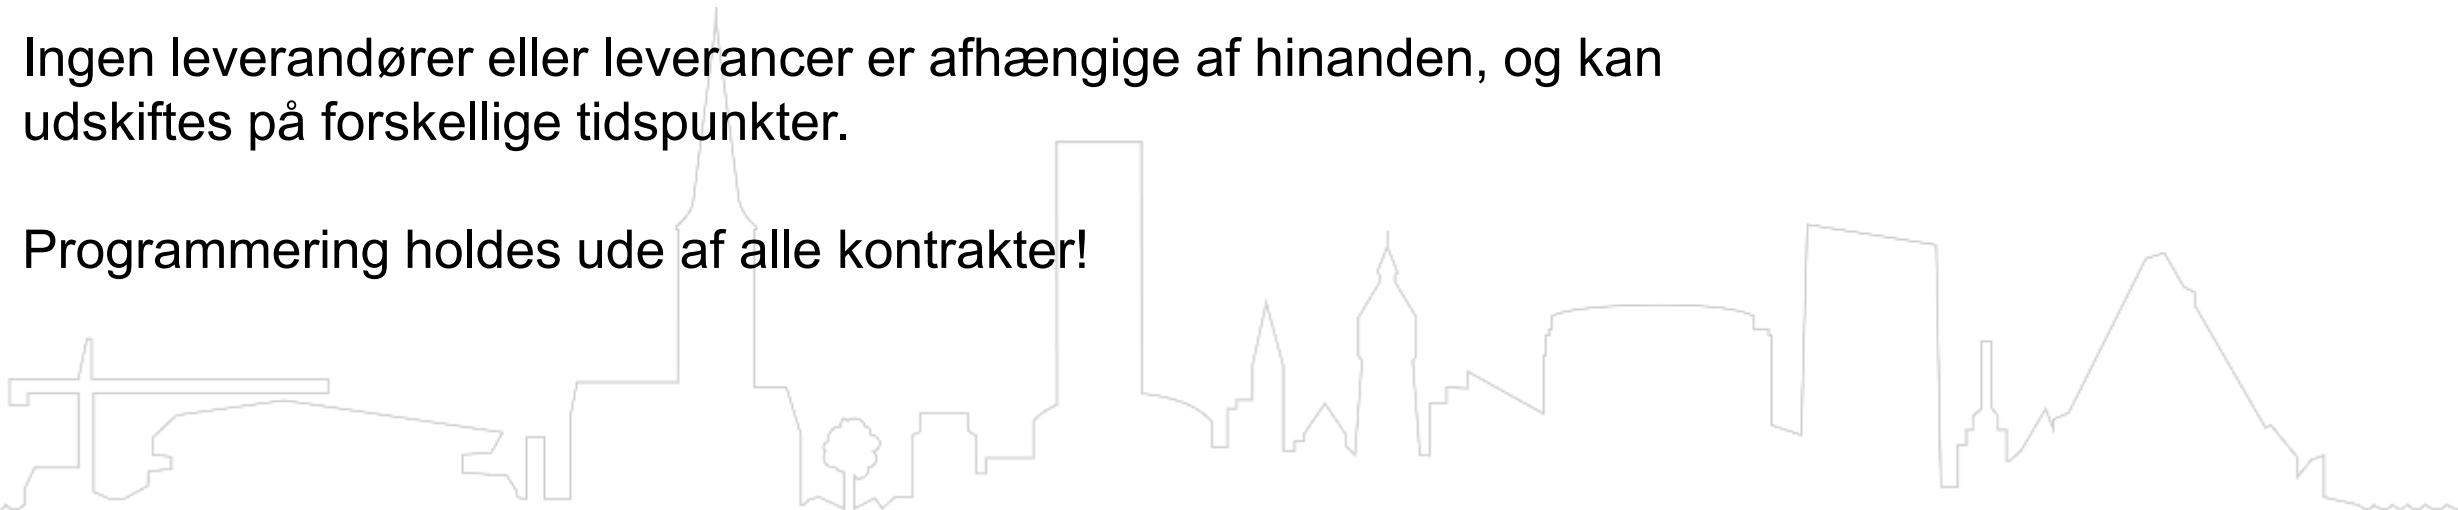 Ingen leverandører eller leverancer er afhængige af hinanden, og kan
udskiftes på forskellige tidspunkter.
Programmering holdes ude af alle kontrakter!